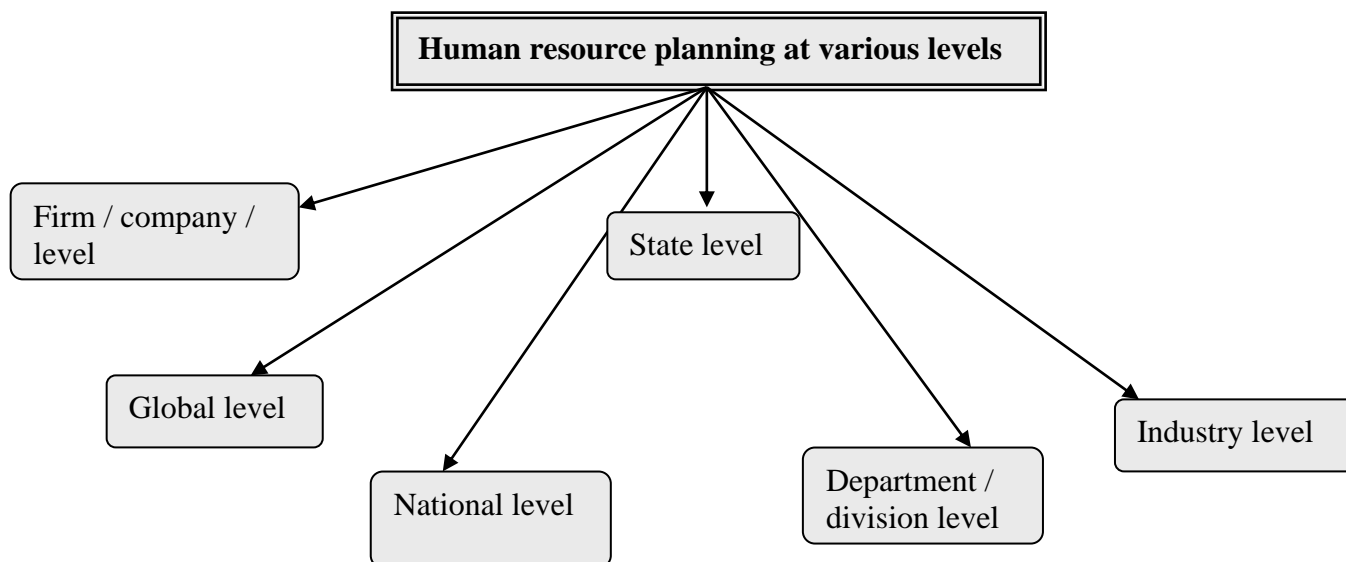 Human resource planning at various levels
Firm / company /
level
State level
Global level
Industry level
National level
Department /
division level